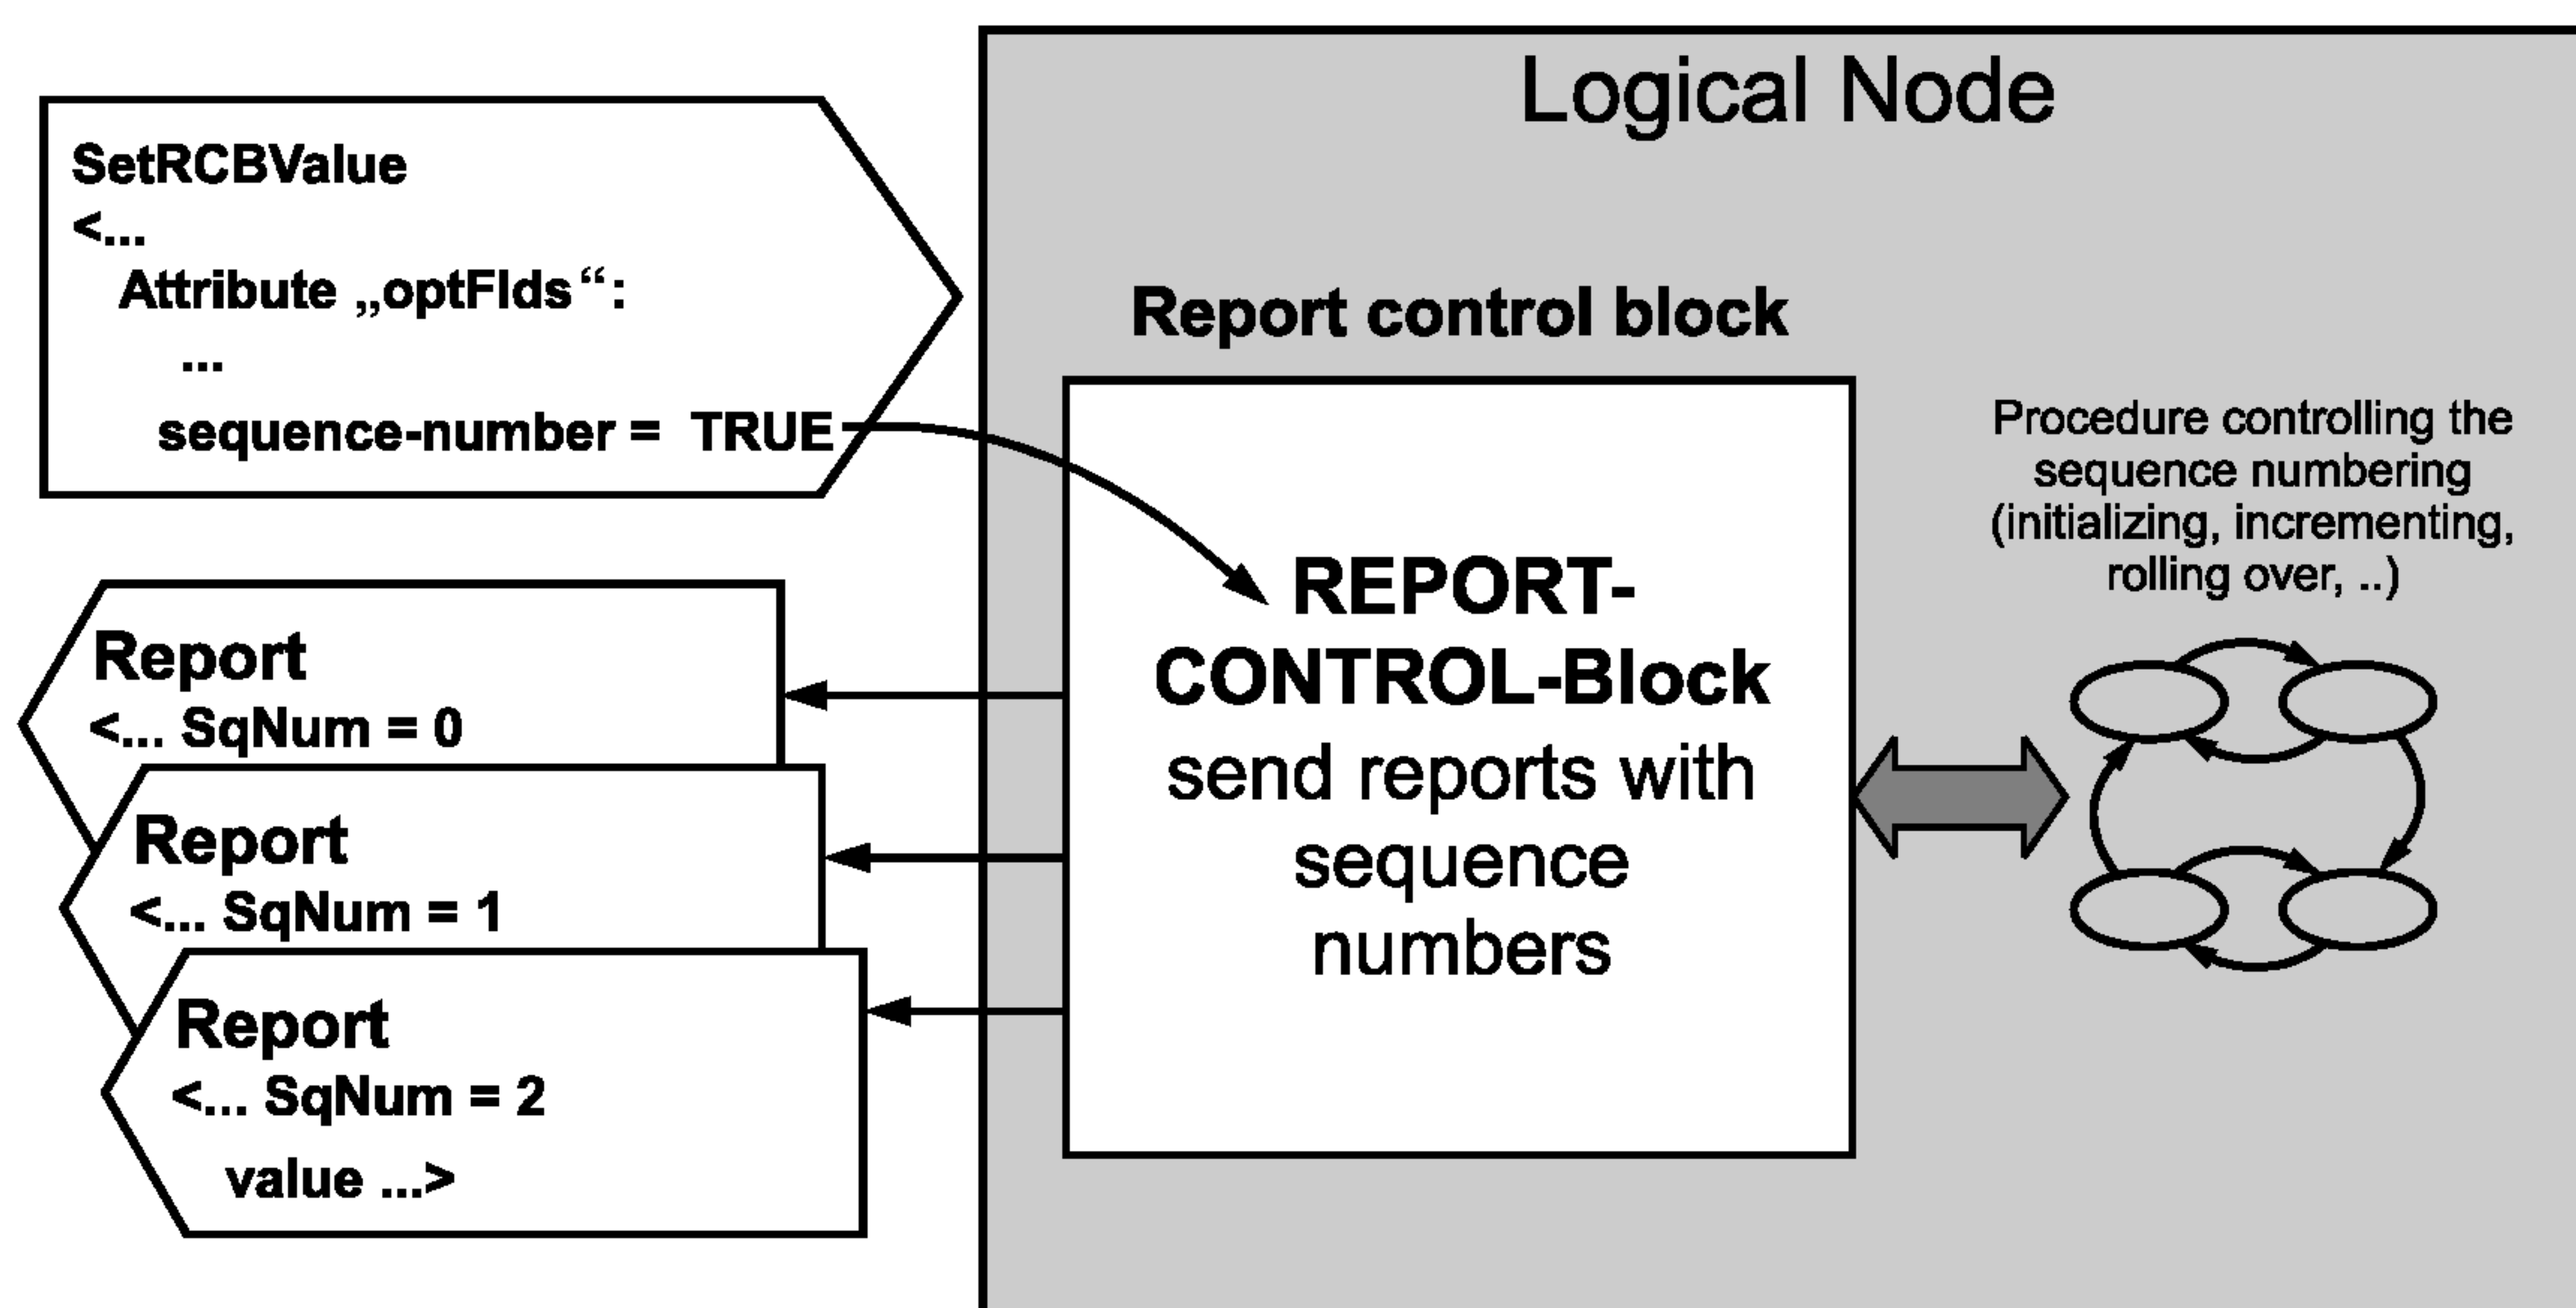 Logical Node
SetRCBValue
<...
Attribute „optFlds“:
...
sequence-number = TRUE
Report control block
REPORT-
CONTROL-Block
send reports with
sequence
numbers
Procedure controlling the
sequence numbering
(initializing, incrementing,
rolling over, ..)
Report
<... SqNum = 0
Report
<... SqNum = 1
Report
<... SqNum = 2
value ...>